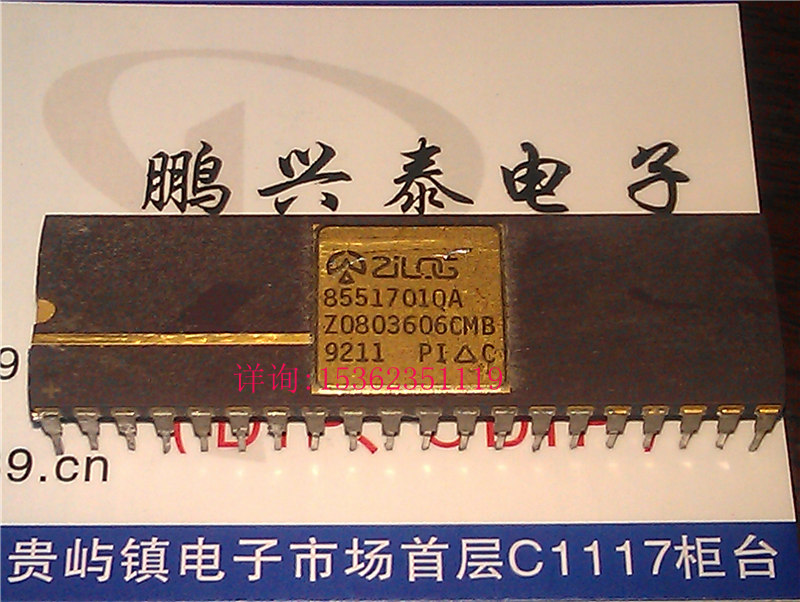 鹏兴泰电子
ZiLOG
8551701QA
Z0803606CMB
9211 PI△C
详询:15362351119
9
9.cn
贵屿镇电子市场首层C1117柜台